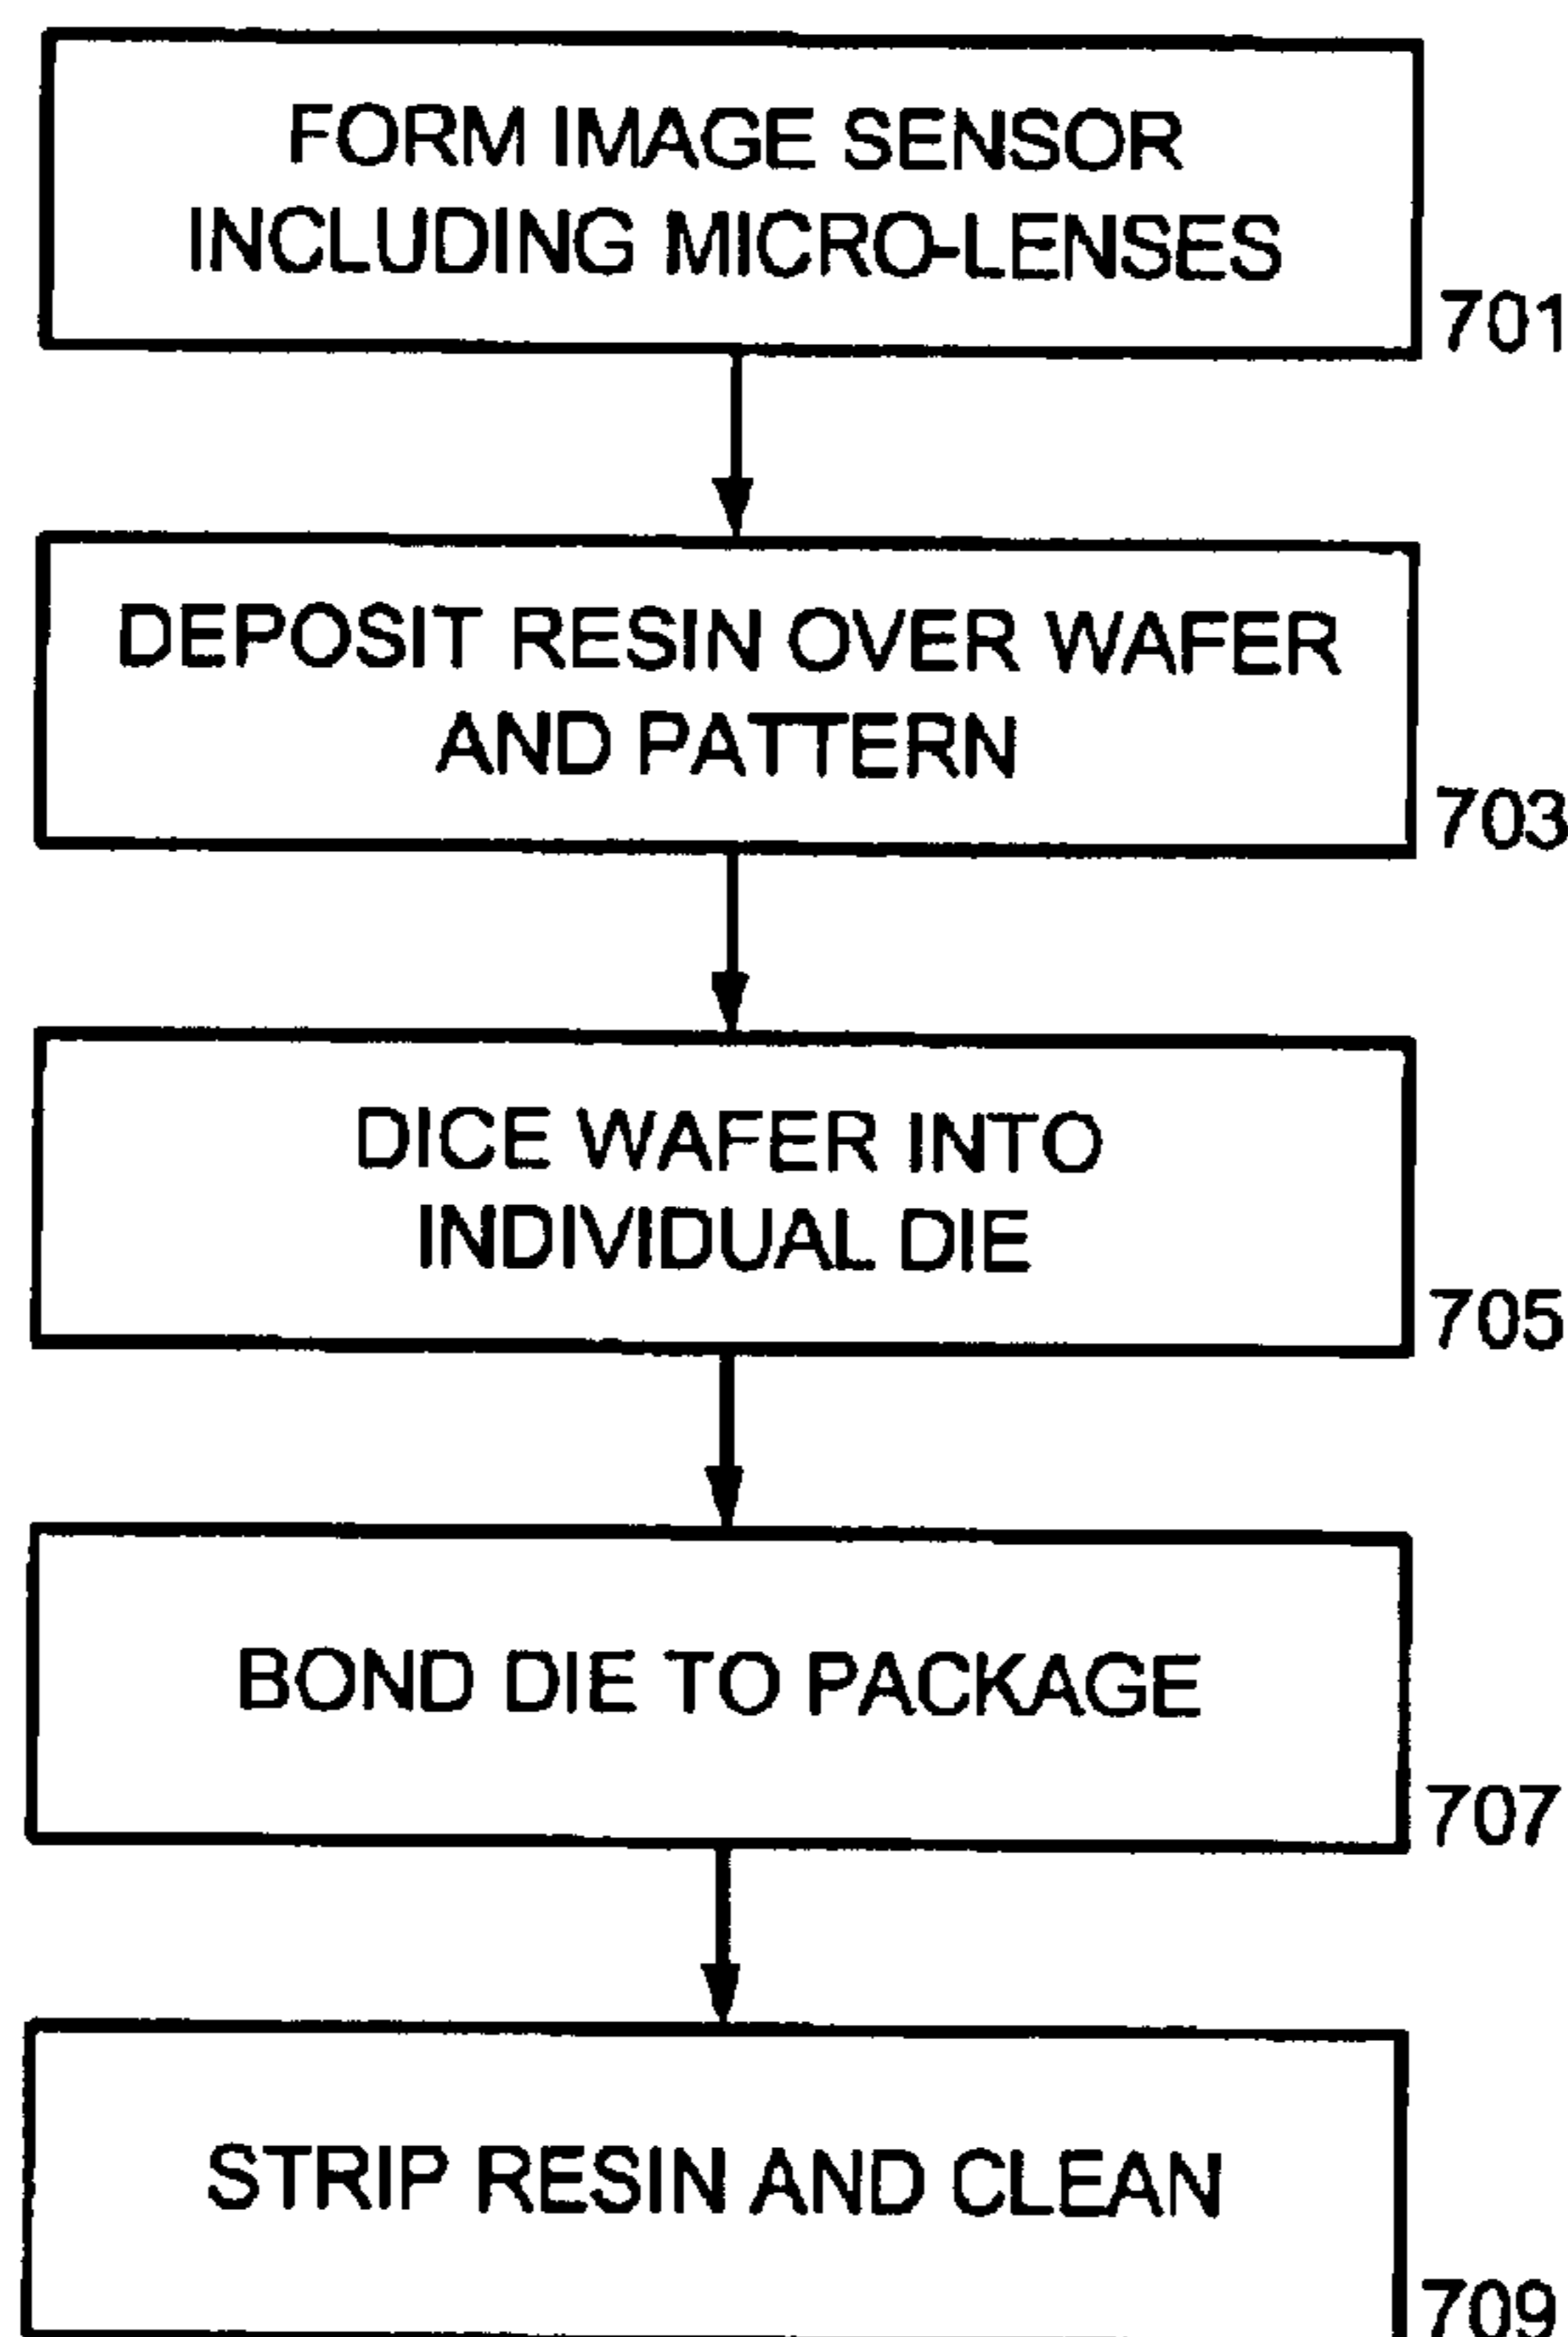 FORM IMAGE SENSOR
INCLUDING MICRO-LENSES
701
DEPOSIT RESIN OVER WAFER
AND PATTERN
703
DICE WAFER INTO
INDIVIDUAL DIE
705
BOND DIE TO PACKAGE
707
STRIP RESIN AND CLEAN
709